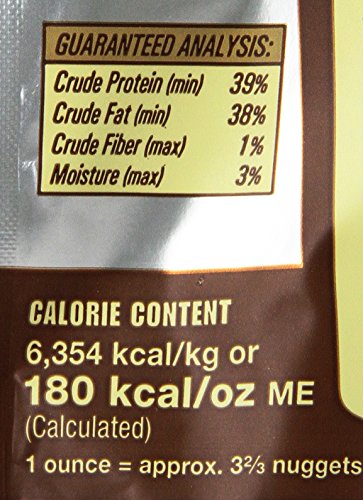 GUARANTEED ANALYSIS:
Crude Protein (min) 39%
Crude Fat (min) 38%
Crude Fiber (max) 1%
Moisture (max) 3%
CALORIE CONTENT
6,354 kcal/kg or
180 kcal/oz ME
(Calculated)
1 ounce = approx. 3⅔ nuggets